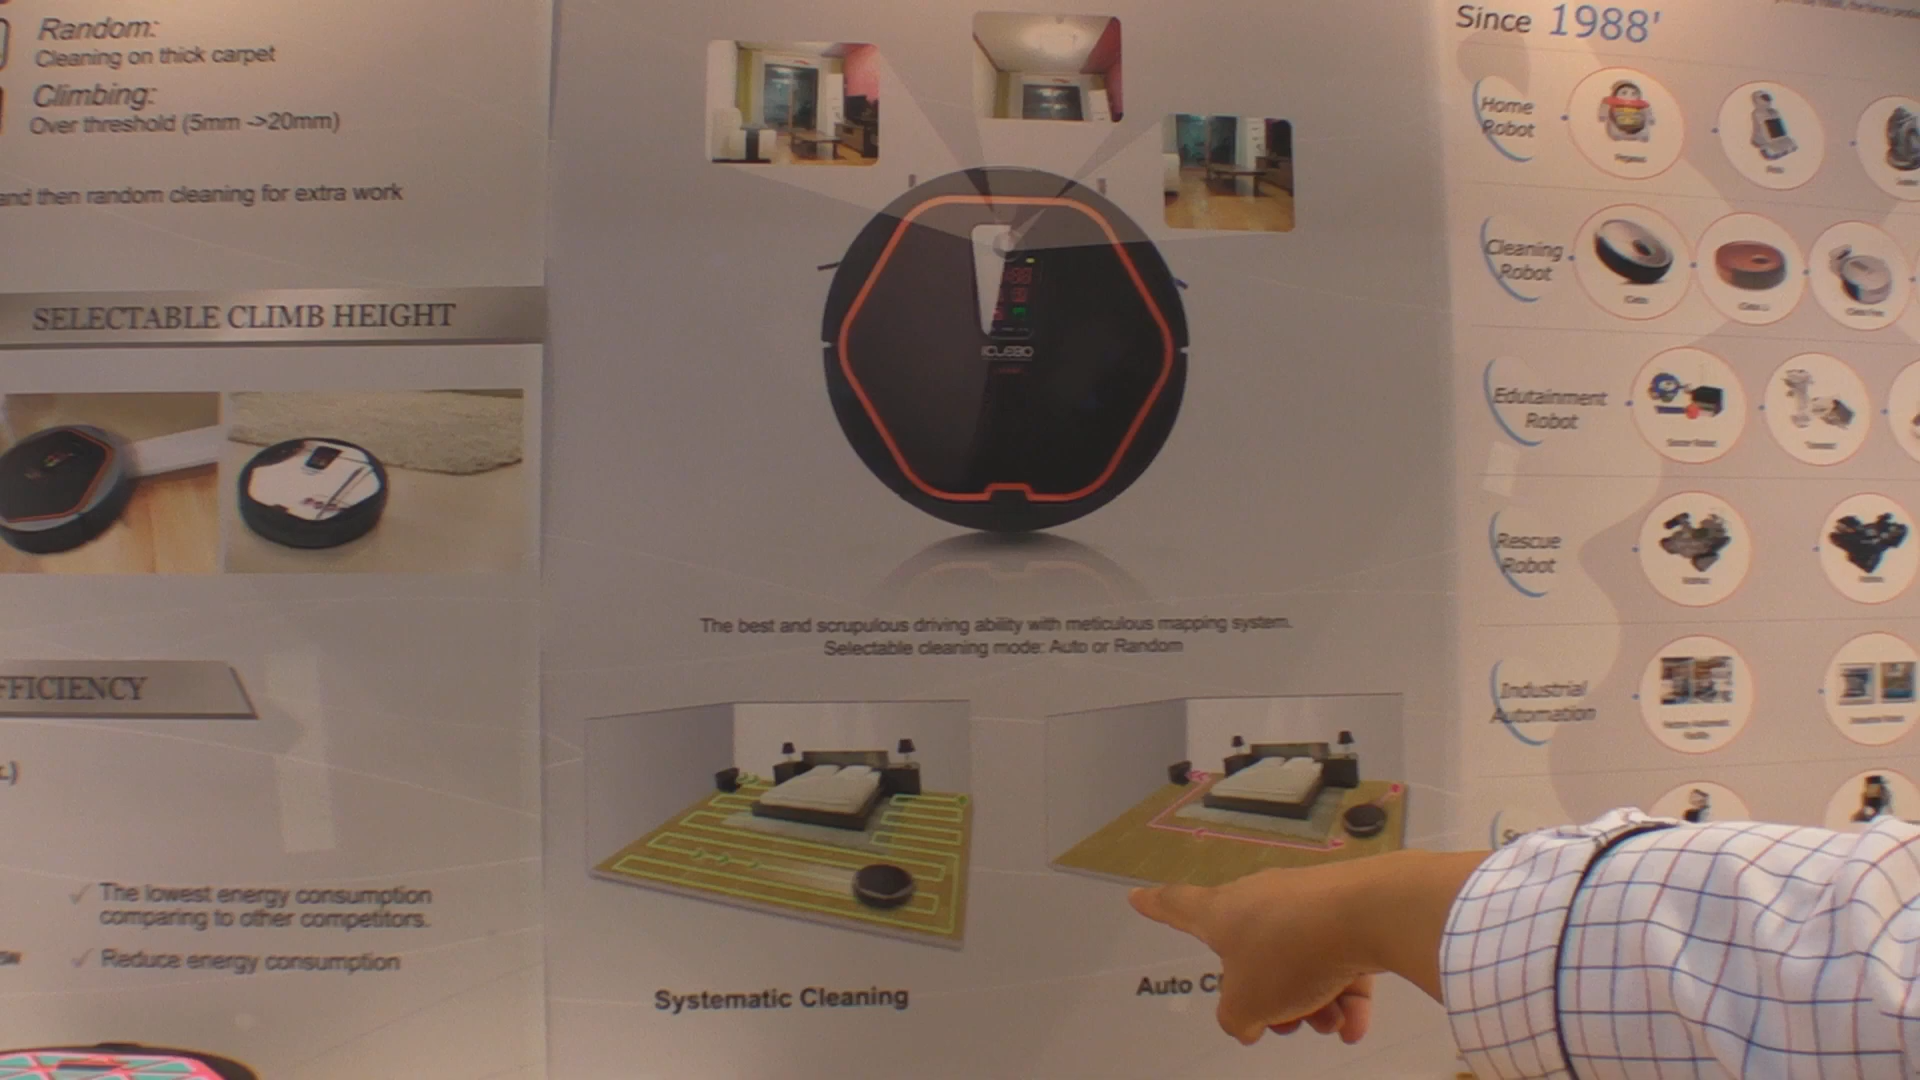 Random:
Cleaning on thick carpet
Climbing:
Over threshold (5mm ->20mm)
and then random cleaning for extra work
SELECTABLE CLIMB HEIGHT
FFICIENCY
The lowest energy consumption
comparing to other competitors.
Reduce energy consumption
ICLEBO
The best and scrupulous driving ability with meticulous mapping system.
Selectable cleaning mode: Auto or Random
Systematic Cleaning
Auto Cl
Since 1988'
Home
Robot
Cleaning
Robot
Edutainment
Robot
Rescue
Robot
Industrial
Automation